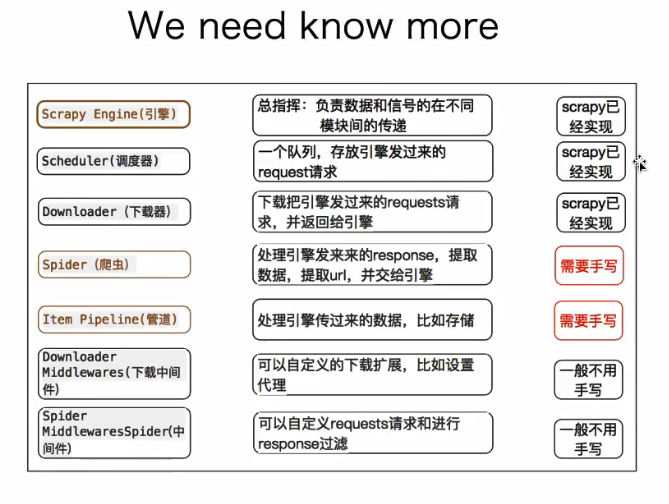 We need know more
Scrapy Engine(引擎)
总指挥：负责数据和信号的在不同
模块间的传递
scrapy已
经实现
Scheduler(调度器)
一个队列，存放引擎发过来的
request请求
scrapy已
经实现
Downloader (下载器)
下载把引擎发过来的requests请
求，并返回给引擎
scrapy已
经实现
Spider (爬虫)
处理引擎发来来的response，提取
数据，提取url，并交给引擎
需要手写
Item Pipeline(管道)
处理引擎传过来的数据，比如存储
需要手写
Downloader
Middlewares(下载中间
件)
可以自定义的下载扩展，比如设置
代理
一般不用
手写
Spider
MiddlewaresSpider(中
间件)
可以自定义requests请求和进行
response过滤
一般不用
手写